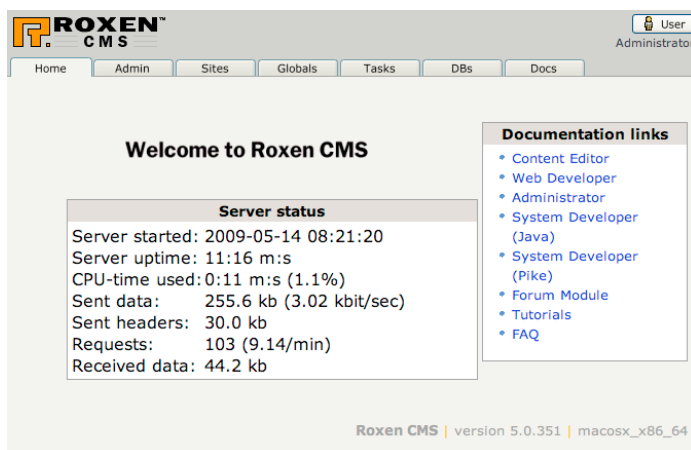 ROXEN™
CMS
User
Administrato
Home Admin Sites Globals Tasks DBs Docs
Welcome to Roxen CMS
Server status
Server started: 2009-05-14 08:21:20
Server uptime: 11:16 m:s
CPU-time used: 0:11 m:s (1.1%)
Sent data: 255.6 kb (3.02 kbit/sec)
Sent headers: 30.0 kb
Requests: 103 (9.14/min)
Received data: 44.2 kb
Documentation links
Content Editor
Web Developer
Administrator
System Developer
(Java)
System Developer
(Pike)
Forum Module
Tutorials
FAQ
Roxen CMS | version 5.0.351 | macosx_x86_64